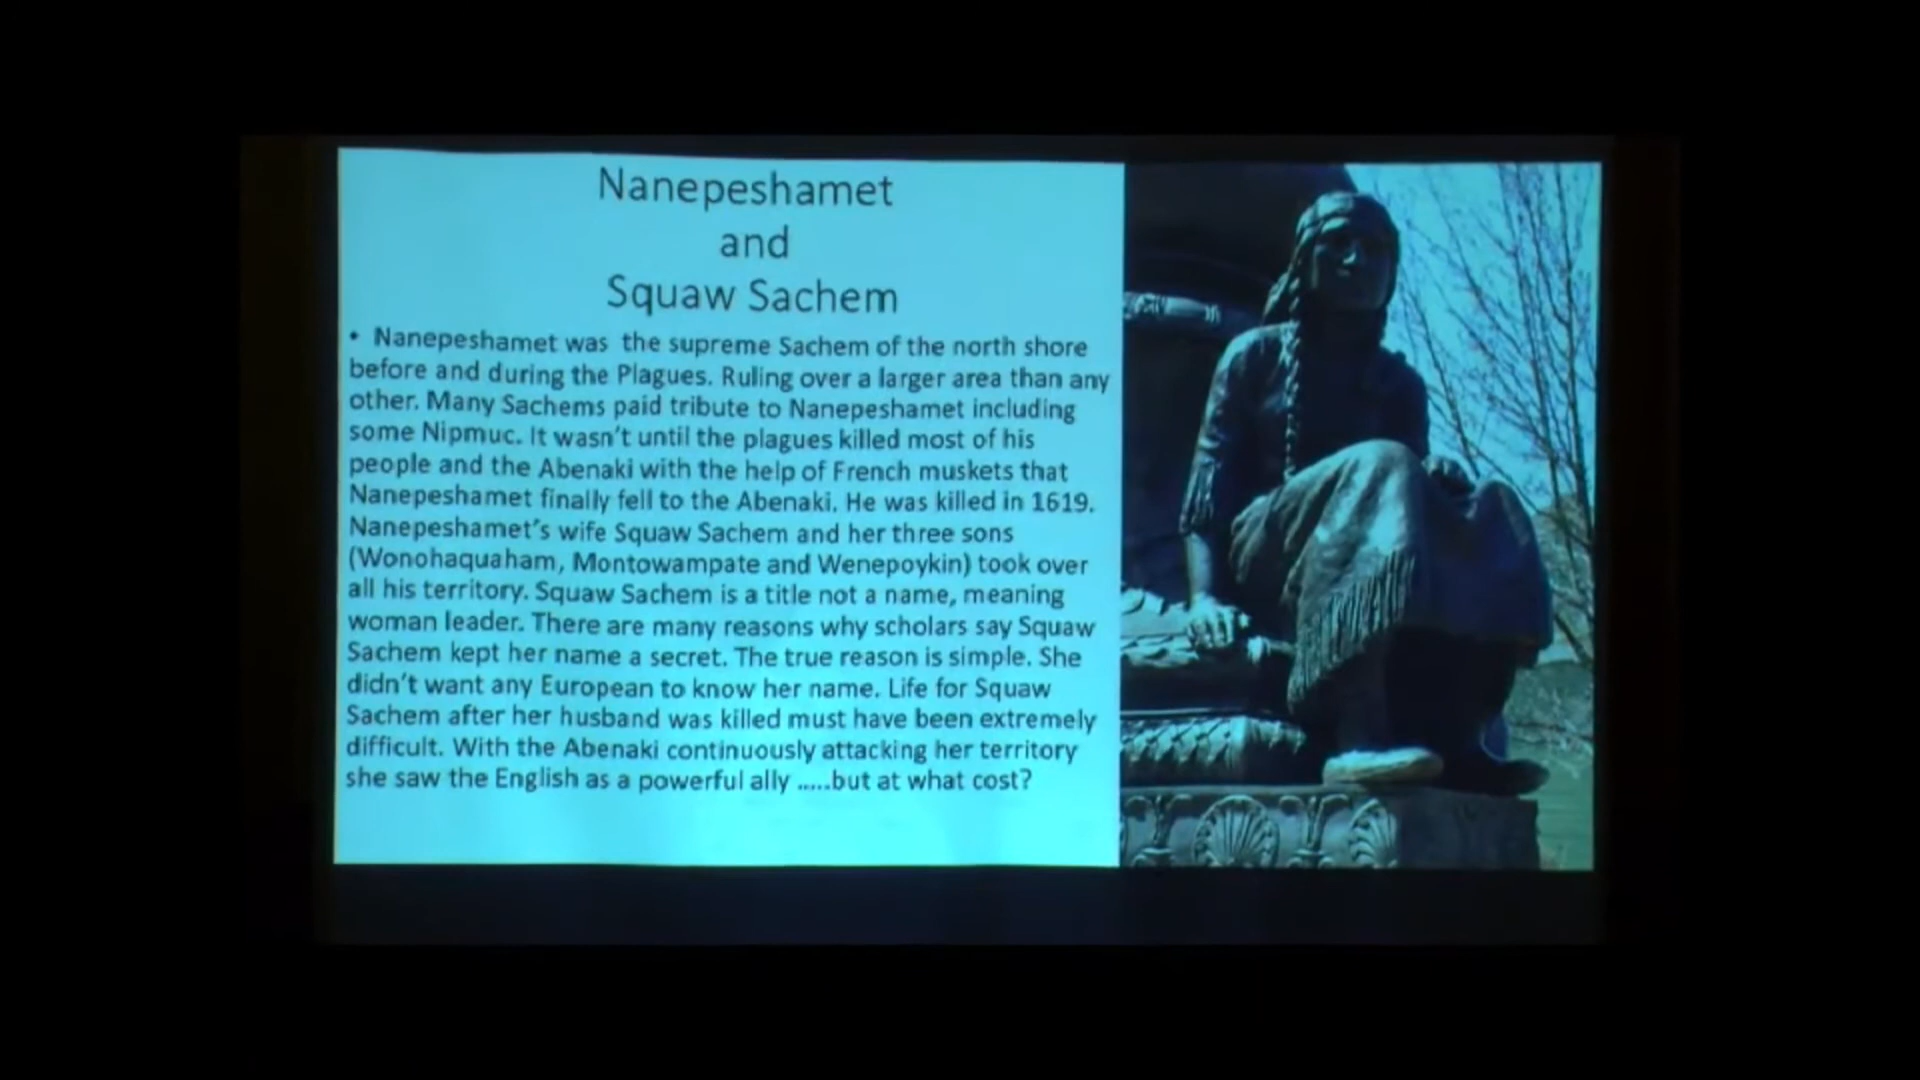 Nanepeshamet
and
Squaw Sachem
• Nanepeshamet was the supreme Sachem of the north shore
before and during the Plagues. Ruling over a larger area than any
other. Many Sachems paid tribute to Nanepeshamet including
some Nipmuc. It wasn't until the plagues killed most of his
people and the Abenaki with the help of French muskets that
Nanepeshamet finally fell to the Abenaki. He was killed in 1619.
Nanepeshamet's wife Squaw Sachem and her three sons
(Wonohaquaham, Montowampate and Wenepoykin) took over
all his territory. Squaw Sachem is a title not a name, meaning
woman leader. There are many reasons why scholars say Squaw
Sachem kept her name a secret. The true reason is simple. She
didn't want any European to know her name. Life for Squaw
Sachem after her husband was killed must have been extremely
difficult. With the Abenaki continuously attacking her territory
she saw the English as a powerful ally .....but at what cost?